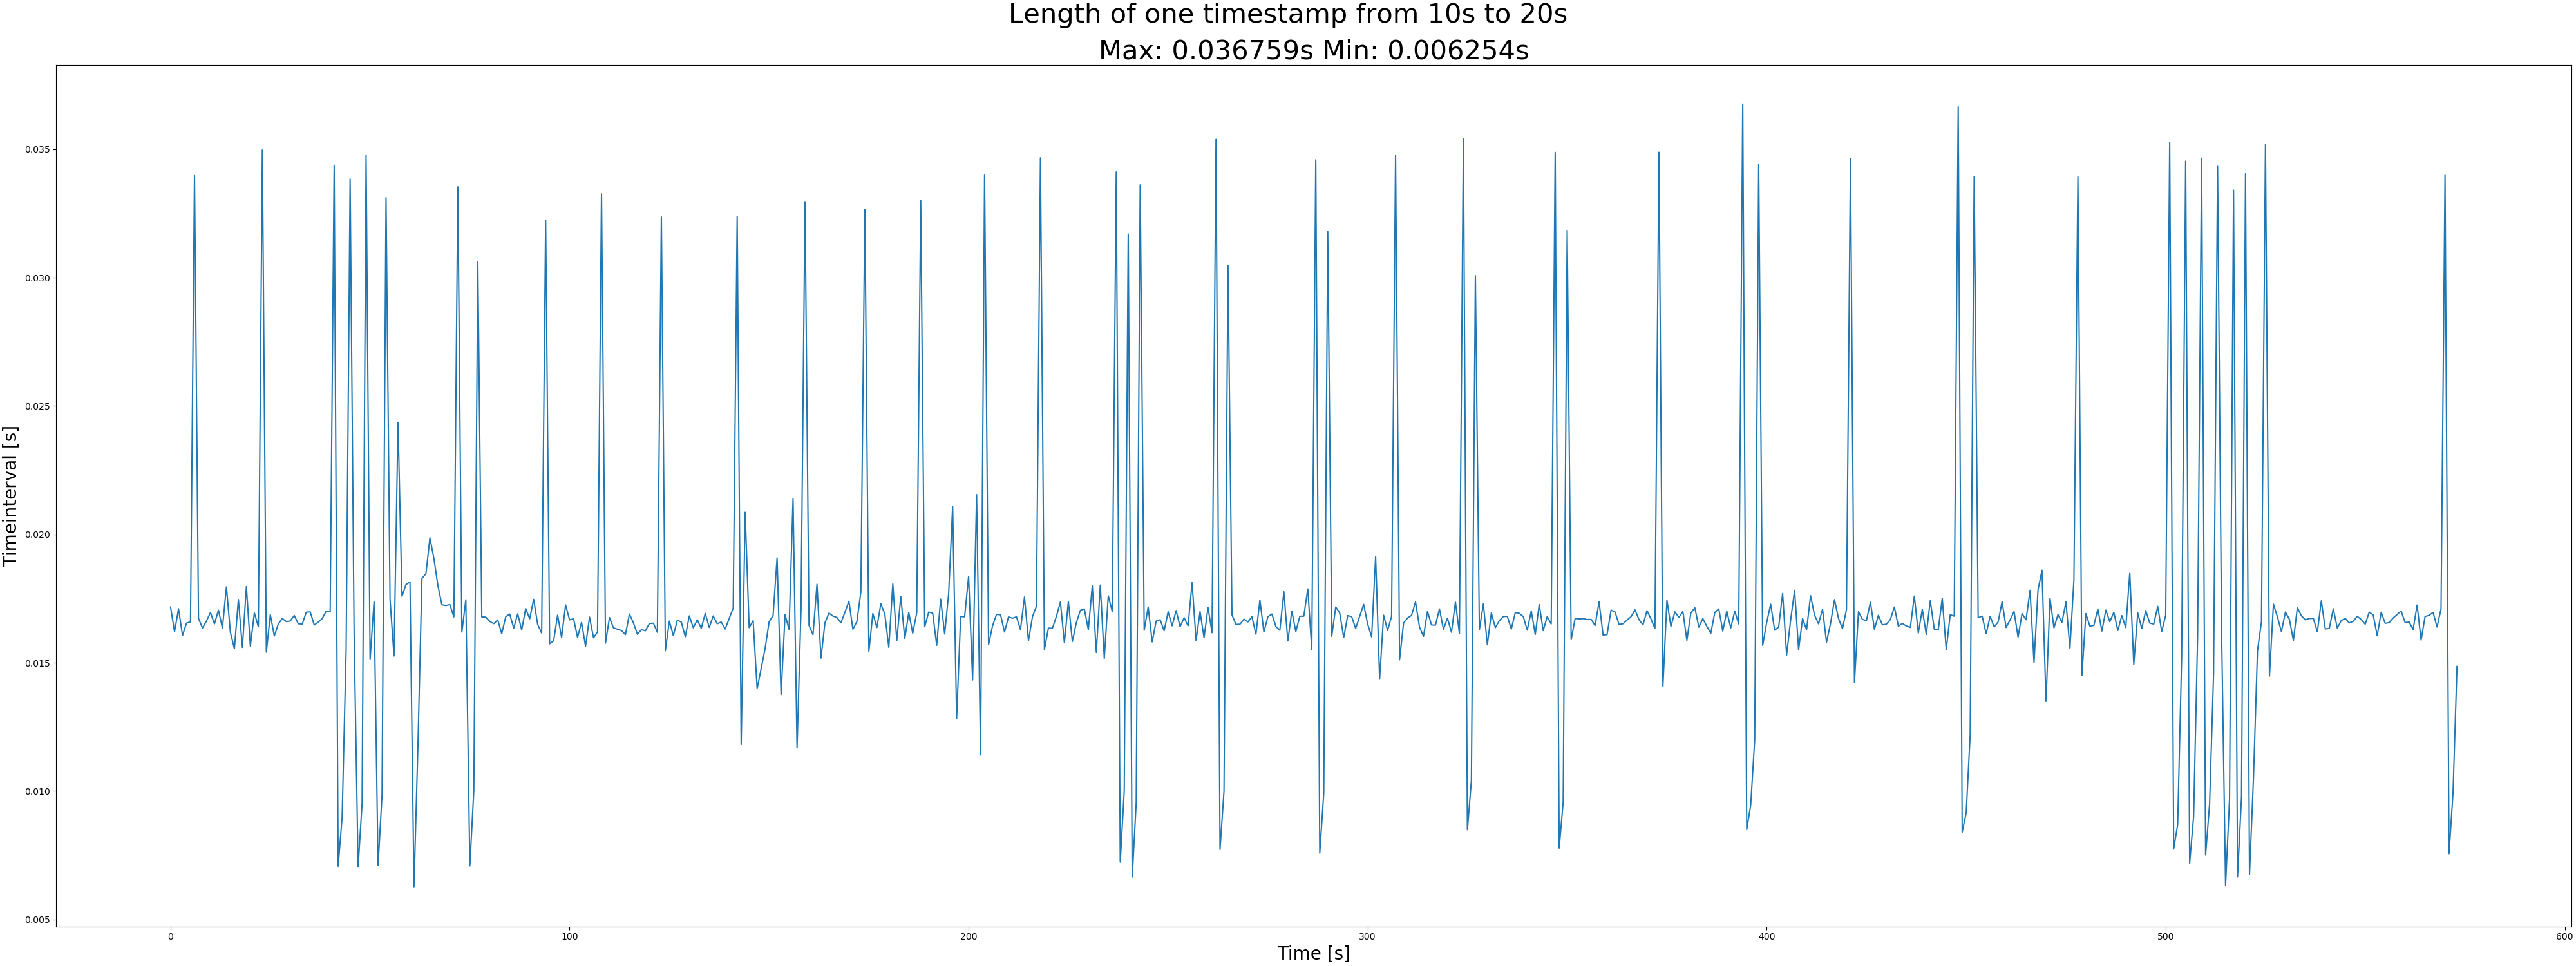 Length of one timestamp from 10s to 20s
Max: 0.036759s Min: 0.006254s
0.035
0.030
0.025
0.020
0.015
0.010
0.005
Timeinterval [s]
0 100 200 300 400 500 600
Time [s]